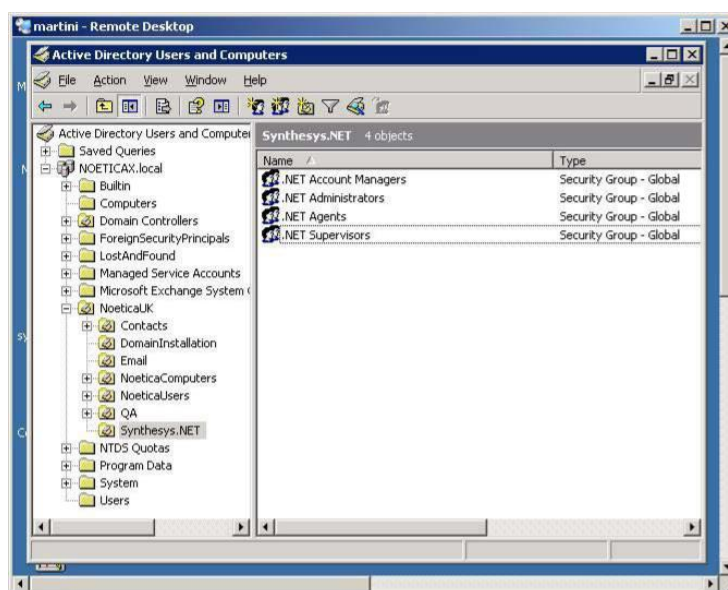 martini - Remote Desktop
Active Directory Users and Computers
File Action View Window Help
Active Directory Users and Computer
Saved Queries
NOETICAX.local
Builtin
Computers
Domain Controllers
ForeignSecurityPrincipals
LostAndFound
Managed Service Accounts
Microsoft Exchange System
NoeticaUK
Contacts
DomainInstallation
Email
NoeticaComputers
NoeticaUsers
QA
Synthesys.NET
NTDS Quotas
Program Data
System
Users
Synthesys.NET 4 objects
Name Type
.NET Account Managers Security Group - Global
.NET Administrators Security Group - Global
.NET Agents Security Group - Global
.NET Supervisors Security Group - Global